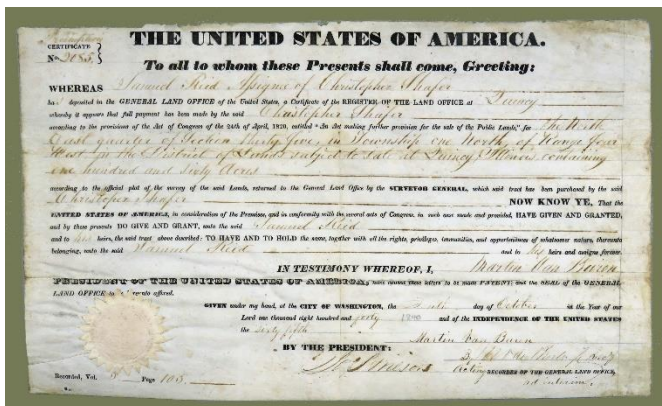 Preemption
CERTIFICATE
No. 2085.
THE UNITED STATES OF AMERICA.
To all to whom these Presents shall come, Greeting:
WHEREAS Samuel Reid Assignee of Christopher Shafer
ha deposited in the GENERAL LAND OFFICE of the United States, a Certificate of the REGISTER OF THE LAND OFFICE at Quincy
whereby it appears that full payment has been made by the said Christopher Shafer
according to the provisions of the Act of Congress of the 24th of April, 1820, entitled "An Act making further provision for the sale of the Public Lands," for the North
East quarter of Section thirty five, in Township one North, of Range four
West, in the District of Lands subject to sale at Quincy Illinois, containing
one hundred and sixty acres
according to the official plat of the survey of the said Lands, returned to the General Land Office by the SURVEYOR GENERAL, which said tract has been purchased by the said
Christopher Shafer NOW KNOW YE, That the
UNITED STATES OF AMERICA, in consideration of the Premises, and in conformity with the several acts of Congress, in such case made and provided, HAVE GIVEN AND GRANTED,
and by these presents DO GIVE AND GRANT, unto the said Samuel Reid
and to his heirs, the said tract above described: TO HAVE AND TO HOLD the same, together with all the rights, privileges, immunities, and appurtenances of whatsoever nature, thereunto
belonging, unto the said Samuel Reid and to his heirs and assigns forever.
IN TESTIMONY WHEREOF, I, Martin Van Buren
PRESIDENT OF THE UNITED STATES OF AMERICA, have caused these letters to be made PATENT, and the SEAL of the GENERAL
LAND OFFICE to be hereunto affixed.
GIVEN under my hand, at the CITY OF WASHINGTON, the day of October in the Year of our
Lord one thousand eight hundred and forty 1840 and of the INDEPENDENCE OF THE UNITED STATES
the sixty fifth
BY THE PRESIDENT: Martin Van Buren
By
acting RECORDER OF THE GENERAL LAND OFFICE,
ad interim.
Recorded, Vol. Page